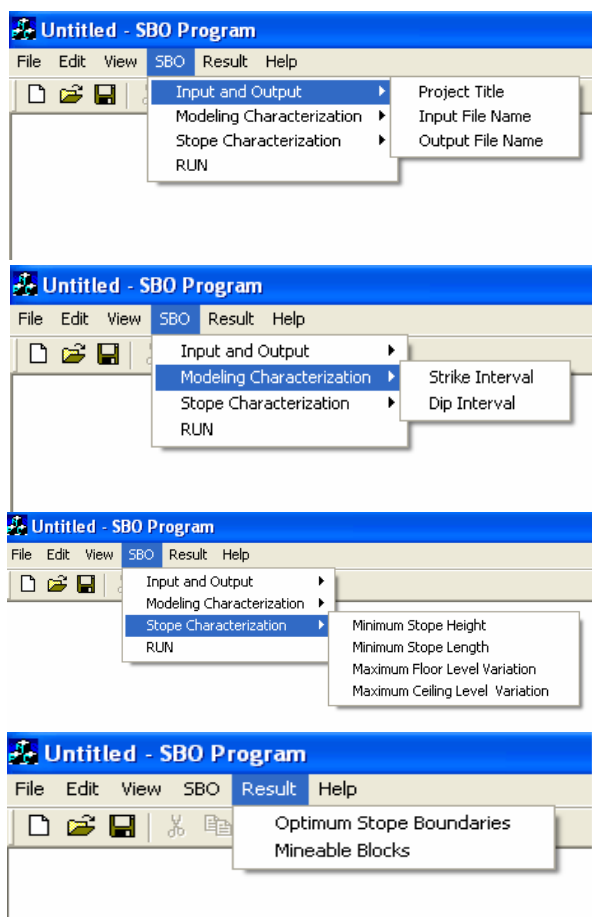 Untitled - SBO Program
File Edit View SBO Result Help
Input and Output
Modeling Characterization
Stope Characterization
RUN
Project Title
Input File Name
Output File Name
Untitled - SBO Program
File Edit View SBO Result Help
Input and Output
Modeling Characterization
Stope Characterization
RUN
Strike Interval
Dip Interval
Untitled - SBO Program
File Edit View SBO Result Help
Input and Output
Modeling Characterization
Stope Characterization
RUN
Minimum Stope Height
Minimum Stope Length
Maximum Floor Level Variation
Maximum Ceiling Level Variation
Untitled - SBO Program
File Edit View SBO Result Help
Optimum Stope Boundaries
Mineable Blocks